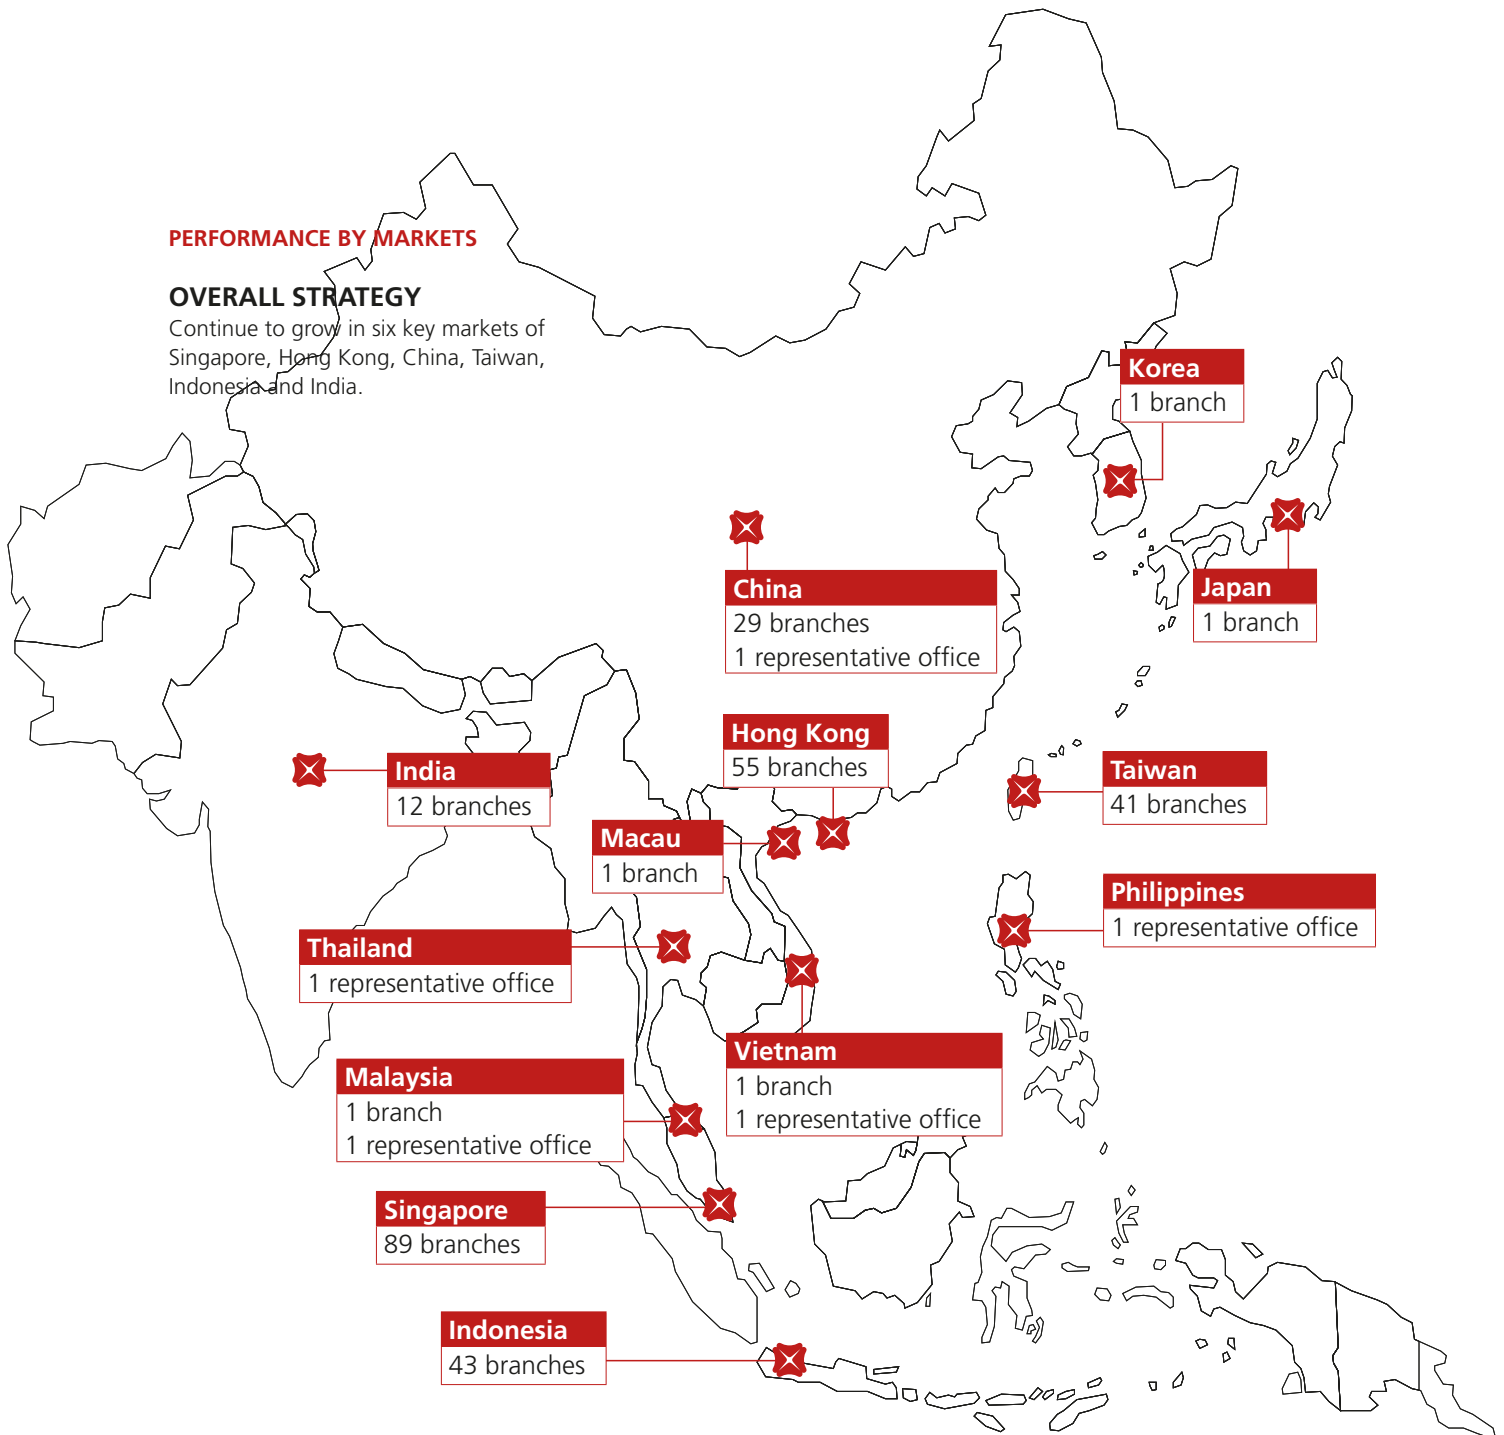 PERFORMANCE BY MARKETS
OVERALL STRATEGY
Continue to grow in six key markets of
Singapore, Hong Kong, China, Taiwan,
Indonesia and India.
Korea
1 branch
Japan
1 branch
China
29 branches
1 representative office
Hong Kong
55 branches
India
12 branches
Taiwan
41 branches
Macau
1 branch
Philippines
1 representative office
Thailand
1 representative office
Vietnam
1 branch
1 representative office
Malaysia
1 branch
1 representative office
Singapore
89 branches
Indonesia
43 branches